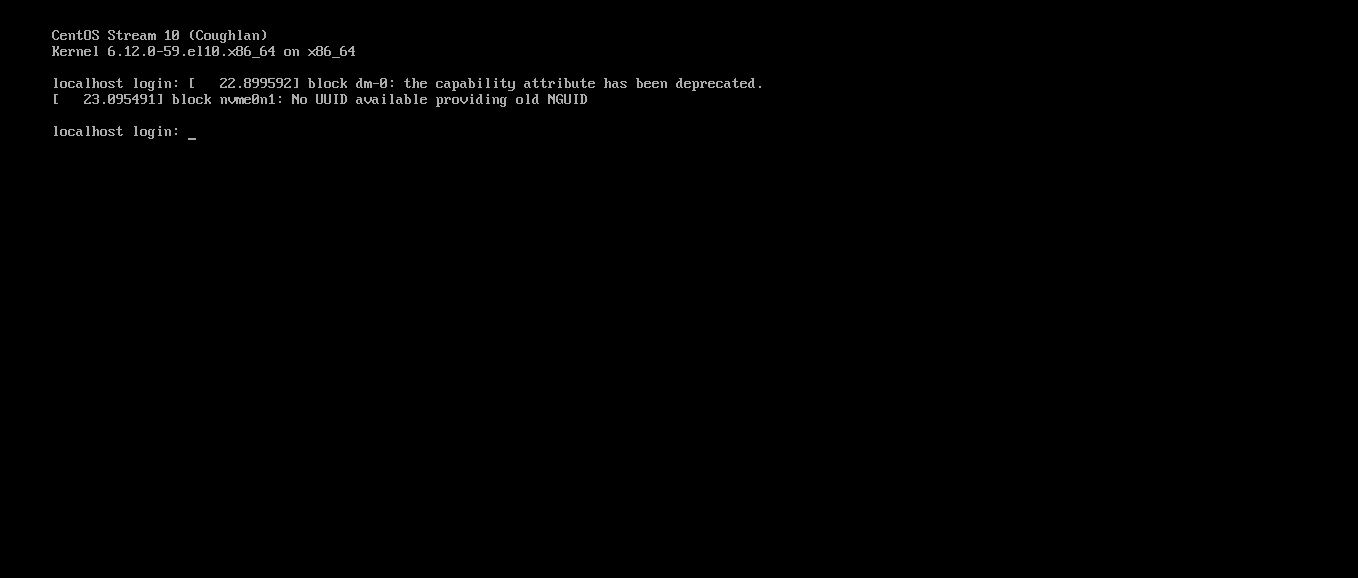 CentOS Stream 10 (Coughlan)
Kernel 6.12.0-59.el10.x86_64 on x86_64
localhost login: [   22.899592] block dm-0: the capability attribute has been deprecated.
[   23.095491] block nvme0n1: No UUID available providing old NGUID
localhost login: _